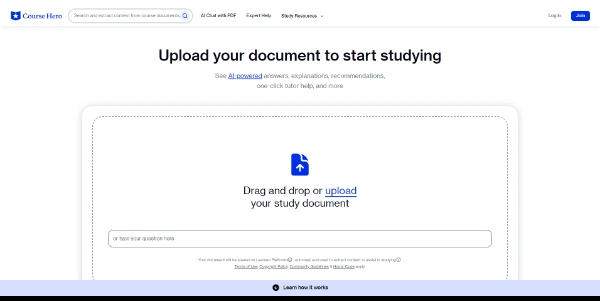 Course Hero
Search and extract content from course documents,
AI Chat with PDF
Expert Help
Study Resources
Log in
Join
Upload your document to start studying
See AI-powered answers, explanations, recommendations,
one-click tutor help, and more
Drag and drop or upload
your study document
or type your question here
Your document will be shared on Learneo Platforms, and read, and used to extract content to assist in studying
Terms of Use, Copyright Policy, Community Guidelines & Honor Code apply
Learn how it works